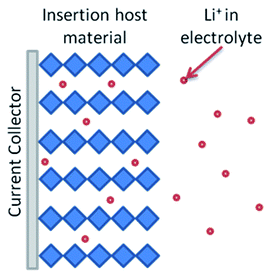 Insertion host
material
Li⁺ in
electrolyte
Current Collector